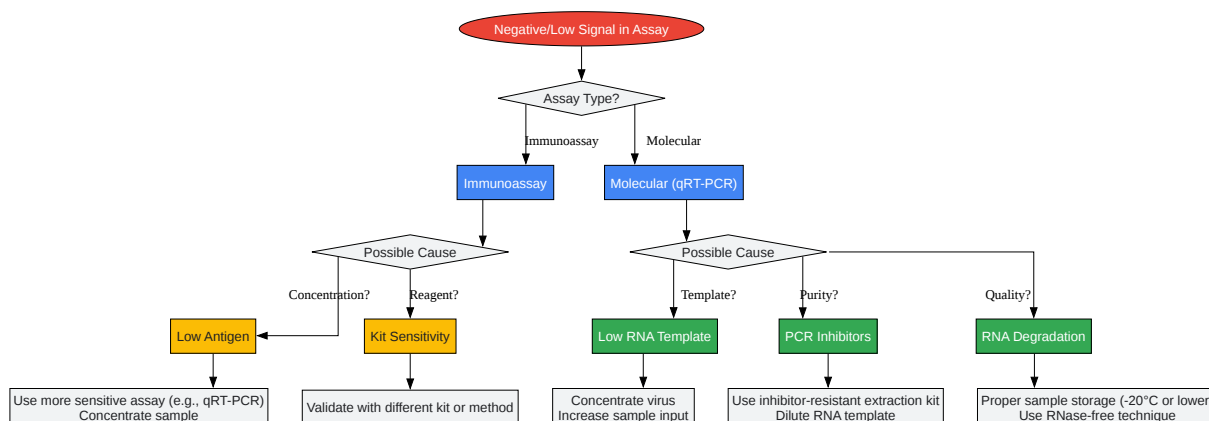 Negative/Low Signal in Assay
Assay Type?
Immunoassay
Molecular
Immunoassay
Molecular (qRT-PCR)
Possible Cause
Possible Cause
Concentration?
Reagent?
Template?
Purity?
Quality?
Low Antigen
Kit Sensitivity
Low RNA Template
PCR Inhibitors
RNA Degradation
Use more sensitive assay (e.g., qRT-PCR)
Concentrate sample
Validate with different kit or method
Concentrate virus
Increase sample input
Use inhibitor-resistant extraction kit
Dilute RNA template
Proper sample storage (-20°C or lower
Use RNase-free technique